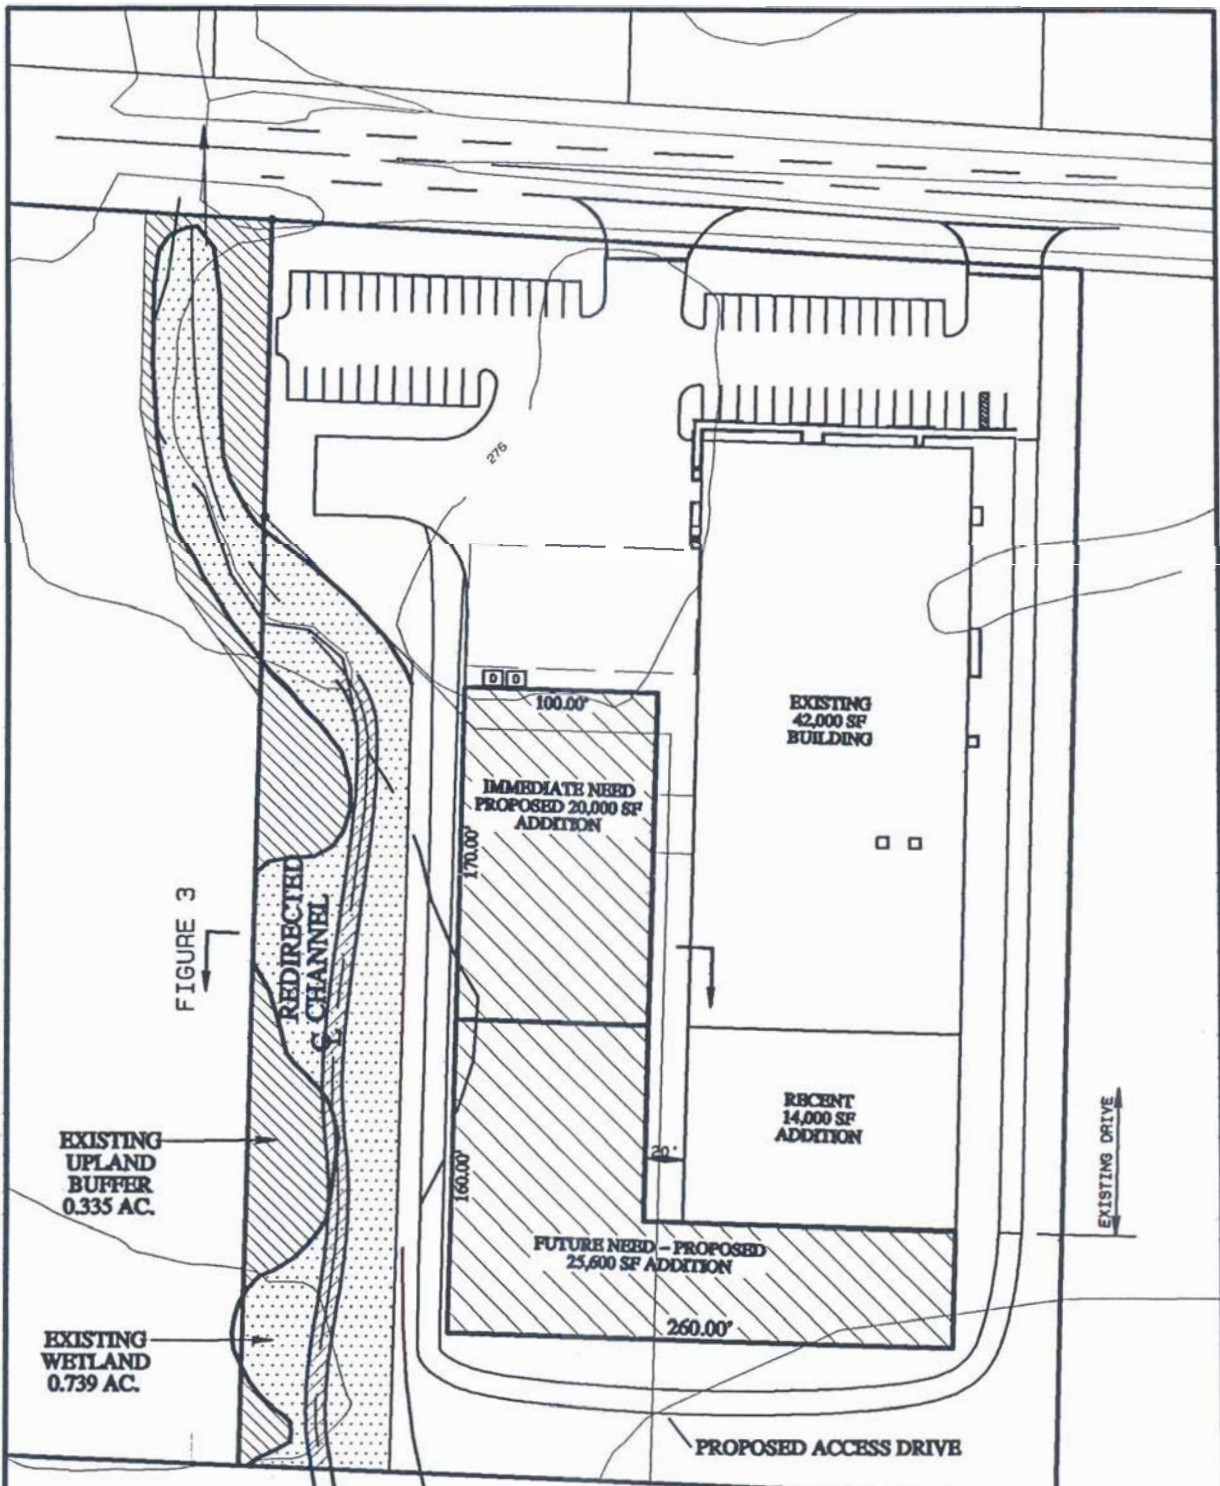 276
D D
100.00'
EXISTING
42,000 SF
BUILDING
IMMEDIATE NEED
PROPOSED 20,000 SF
ADDITION
170.00'
FIGURE 3
REDIRECTED
CHANNEL
RECENT
14,000 SF
ADDITION
EXISTING DRIVE
20'
160.00'
EXISTING
UPLAND
BUFFER
0.335 AC.
FUTURE NEED – PROPOSED
25,600 SF ADDITION
260.00'
EXISTING
WETLAND
0.739 AC.
PROPOSED ACCESS DRIVE